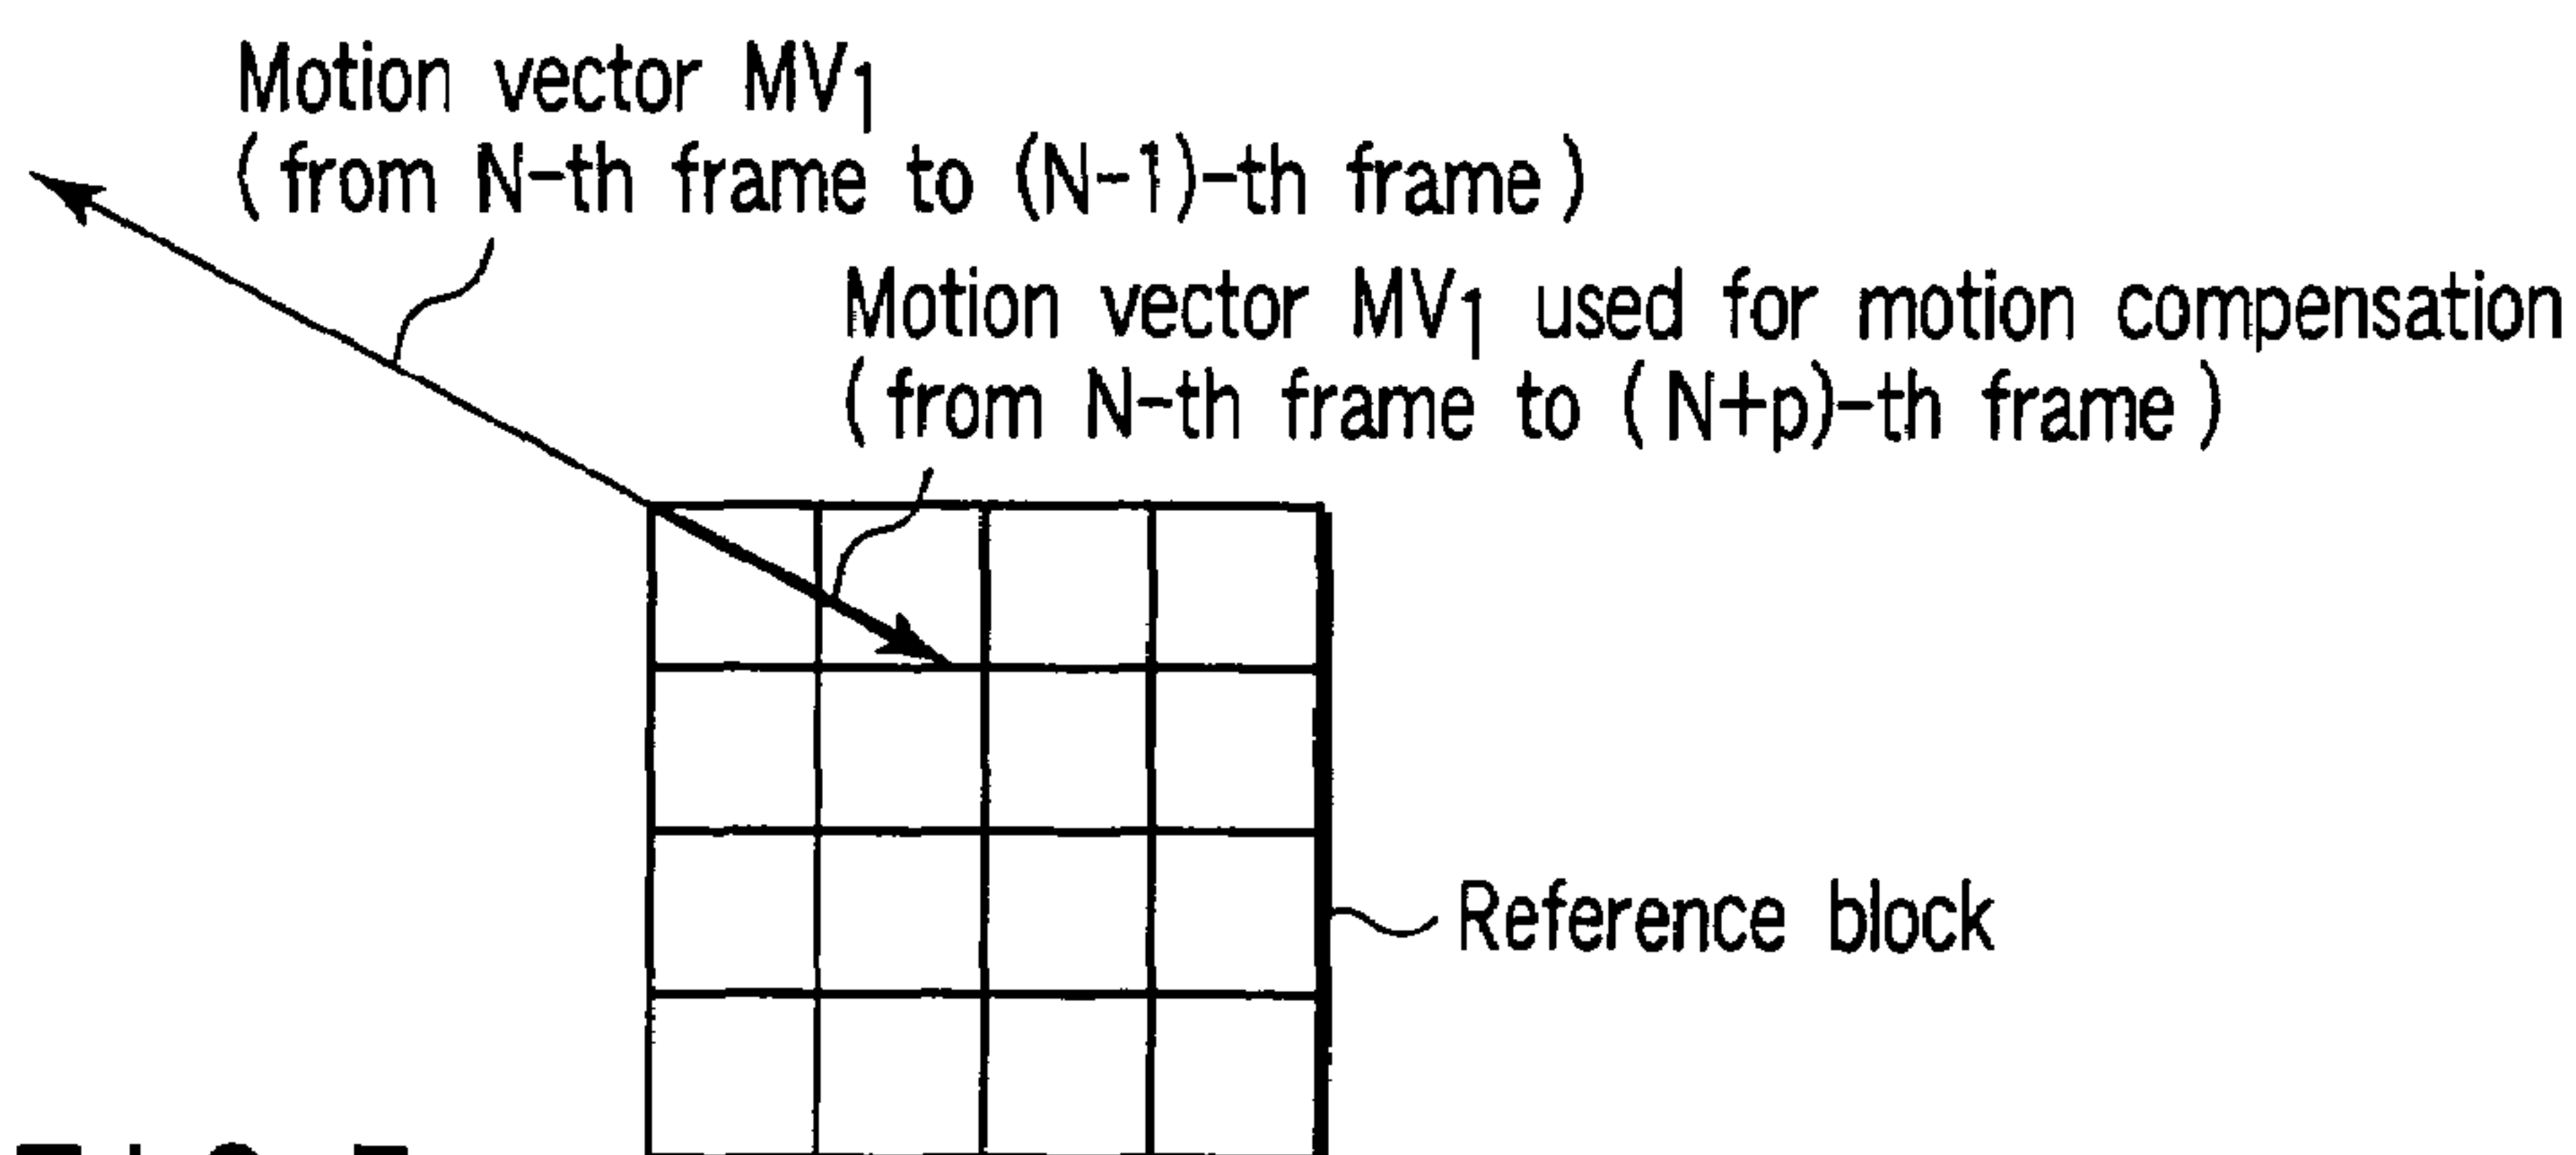 Motion vector MV1
(from N-th frame to (N-1)-th frame)
Motion vector MV1 used for motion compensation
(from N-th frame to (N+p)-th frame)
Reference block